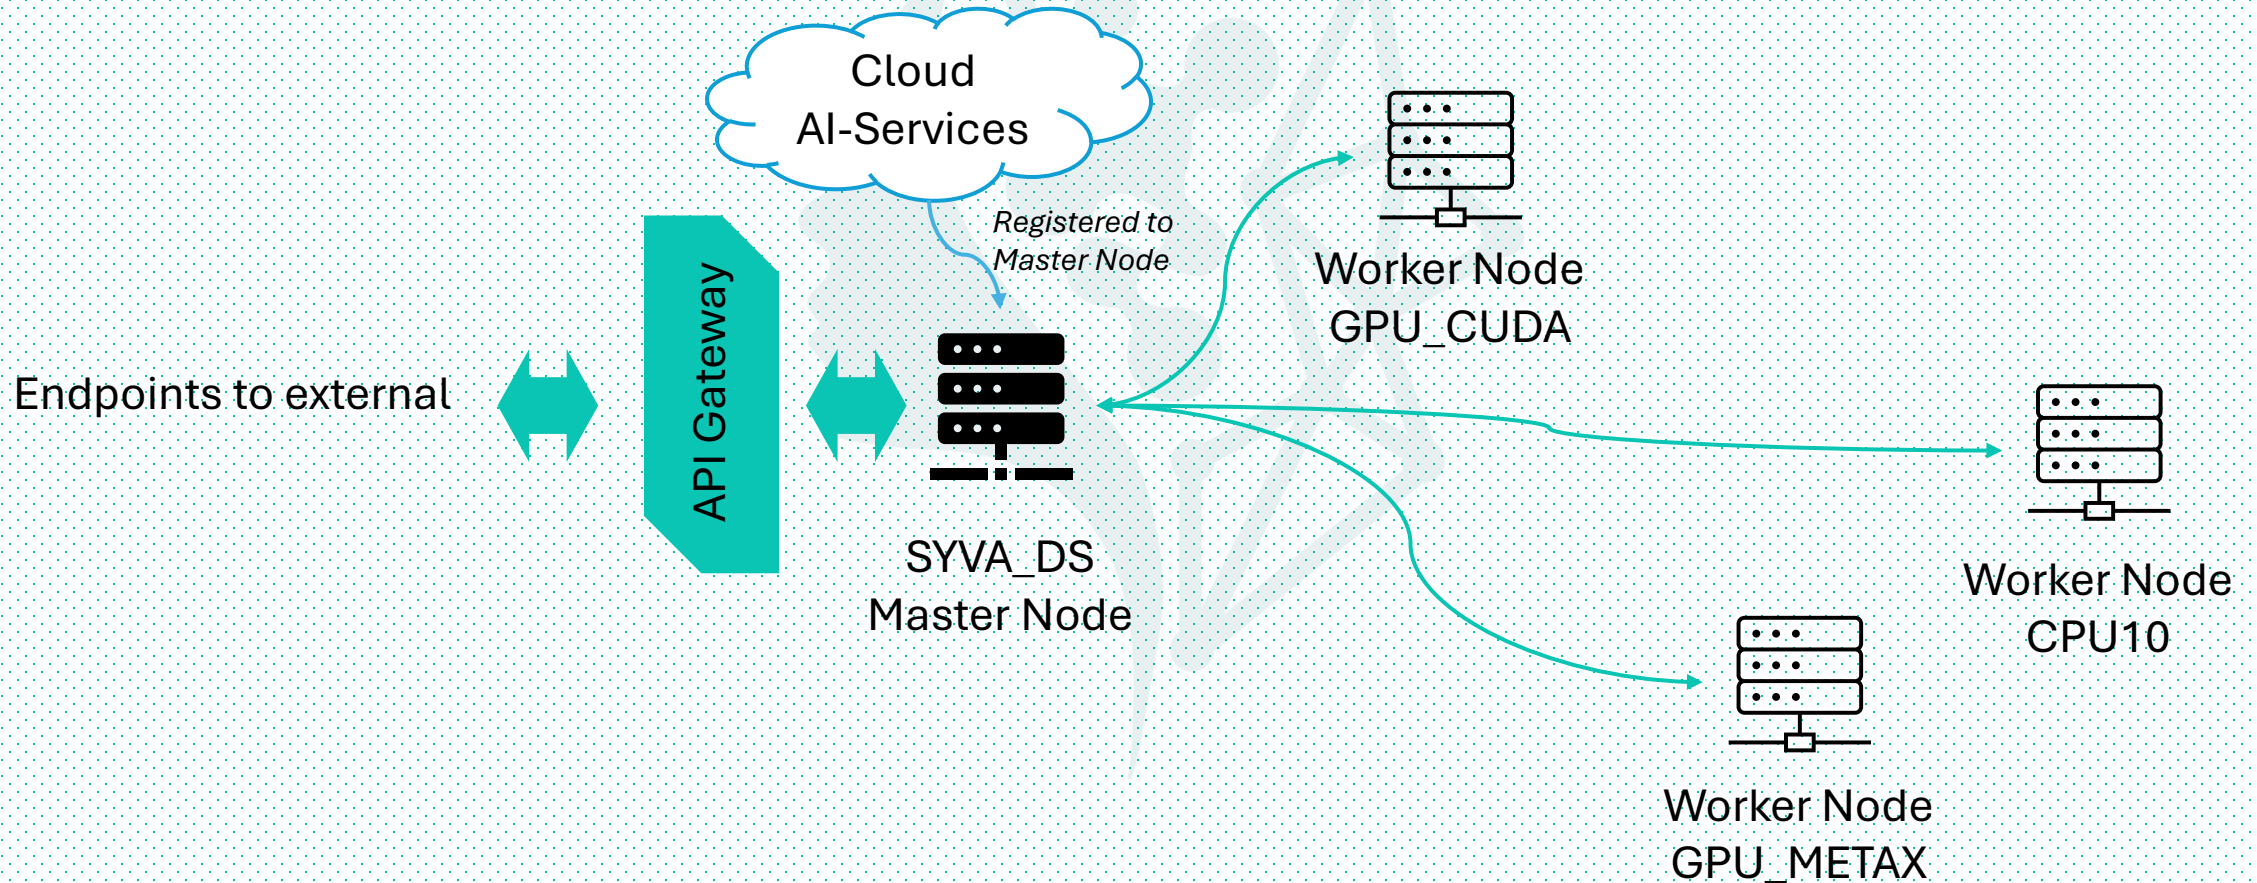 Cloud
AI-Services
Registered to
Master Node
Endpoints to external
API Gateway
SYVA_DS
Master Node
Worker Node
GPU_CUDA
Worker Node
CPU10
Worker Node
GPU_METAX